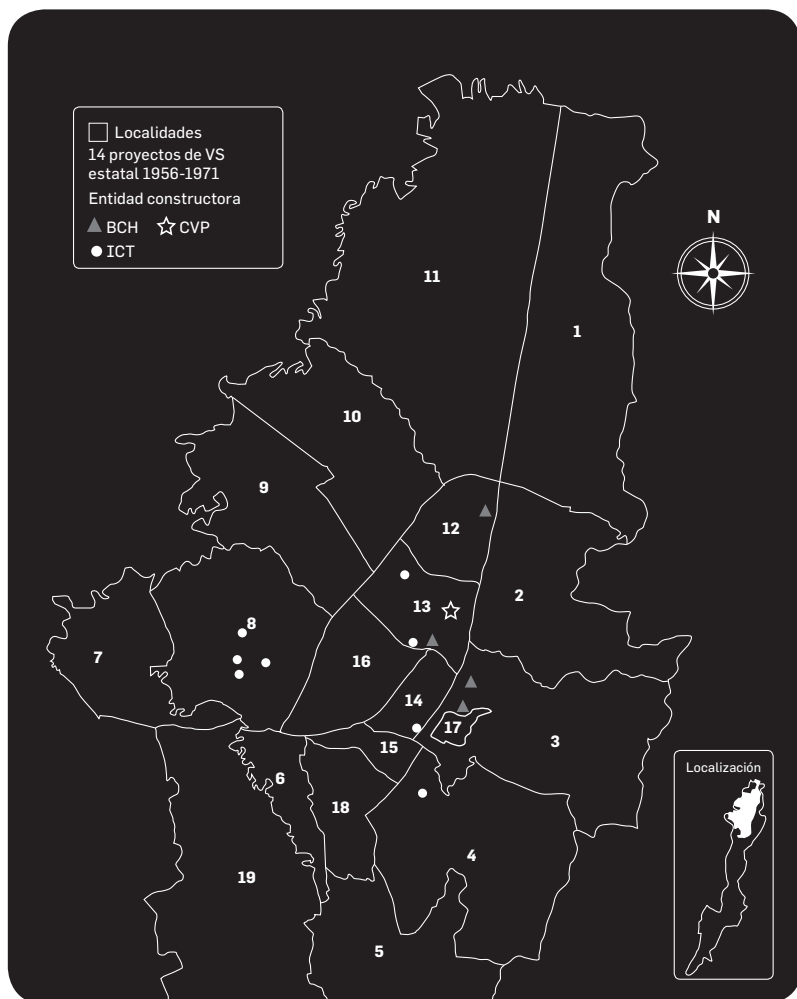 Localidades
14 proyectos de VS
estatal 1956-1971
Entidad constructora
BCH CVP
ICT
N
11
1
10
9
12
2
13
8
7
16
14
17
3
15
6
18
4
19
5
Localización